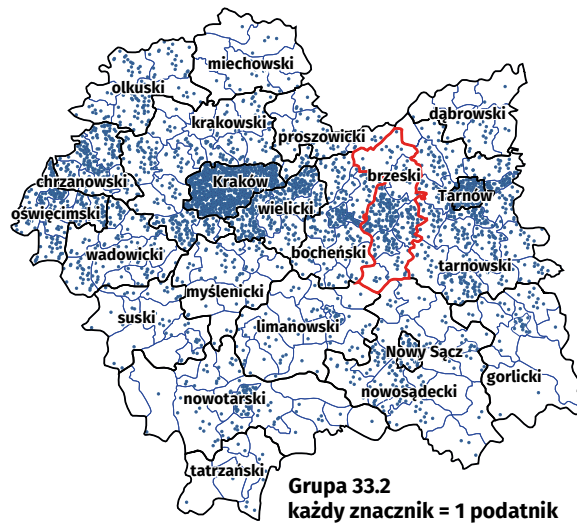 miechowski
olkuski
dąbrowski
krakowski
proszowicki
brzeski
chrzanowski
Kraków
Tarnów
oświęcimski
wielicki
bocheński
wadowicki
tarnowski
myślenicki
suski
limanowski
Nowy Sącz
gorlicki
nowosądecki
nowotarski
tatrzański
Grupa 33.2
każdy znacznik = 1 podatnik